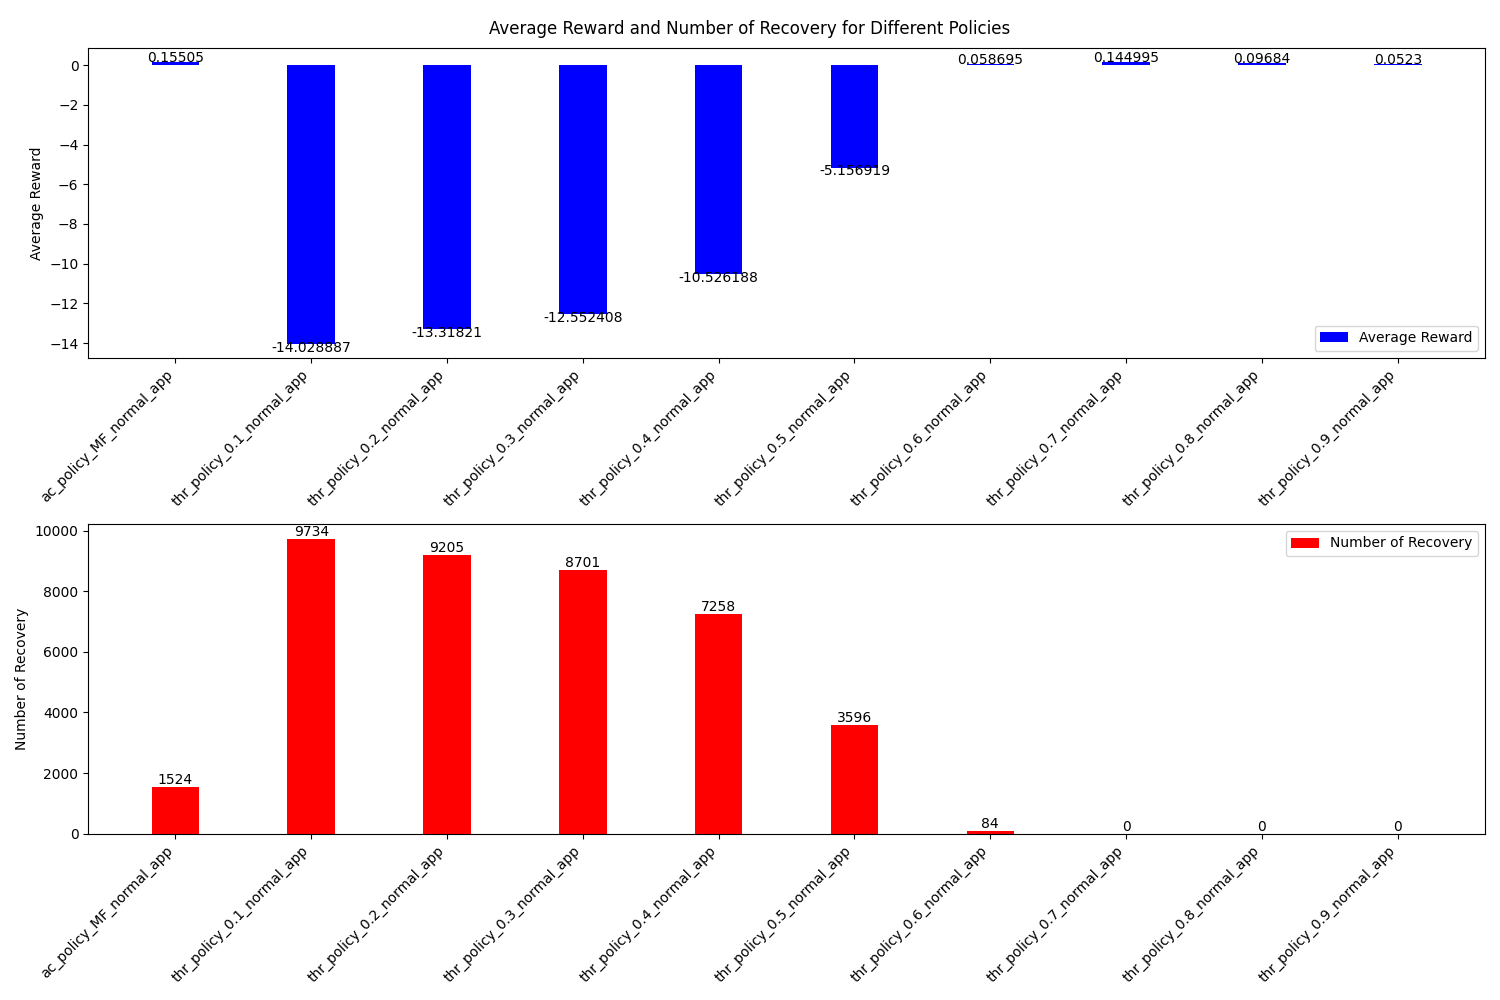 Average Reward and Number of Recovery for Different Policies
0.15505
-14.028887
-13.31821
-12.552408
-10.526188
-5.156919
0.058695
0.144995
0.09684
0.0523
0
−2
−4
−6
−8
−10
−12
−14
Average Reward
Average Reward
ac_policy_MF_normal_app
thr_policy_0.1_normal_app
thr_policy_0.2_normal_app
thr_policy_0.3_normal_app
thr_policy_0.4_normal_app
thr_policy_0.5_normal_app
thr_policy_0.6_normal_app
thr_policy_0.7_normal_app
thr_policy_0.8_normal_app
thr_policy_0.9_normal_app
10000
8000
6000
4000
2000
0
Number of Recovery
Number of Recovery
1524
9734
9205
8701
7258
3596
84
0
0
0
ac_policy_MF_normal_app
thr_policy_0.1_normal_app
thr_policy_0.2_normal_app
thr_policy_0.3_normal_app
thr_policy_0.4_normal_app
thr_policy_0.5_normal_app
thr_policy_0.6_normal_app
thr_policy_0.7_normal_app
thr_policy_0.8_normal_app
thr_policy_0.9_normal_app